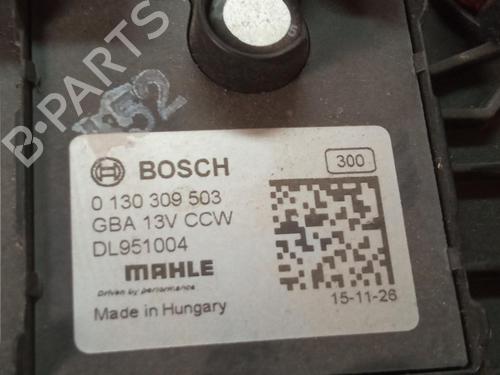 B-PARTS
52
BOSCH
300
0 130 309 503
GBA 13V CCW
DL951004
MAHLE
Driven by performance
Made in Hungary
15-11-26